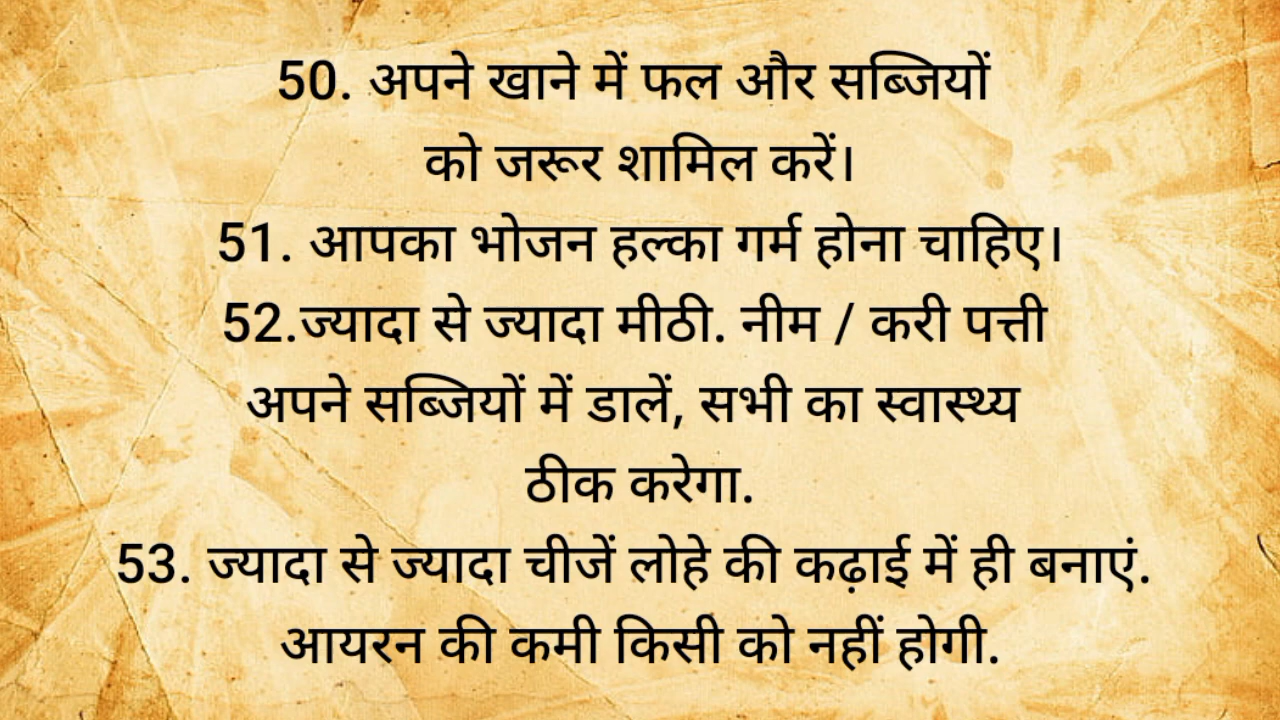 50. अपने खाने में फल और सब्जियों
को जरूर शामिल करें।
51. आपका भोजन हल्का गर्म होना चाहिए।
52.ज्यादा से ज्यादा मीठी. नीम / करी पत्ती
अपने सब्जियों में डालें, सभी का स्वास्थ्य
ठीक करेगा.
53. ज्यादा से ज्यादा चीजें लोहे की कढ़ाई में ही बनाएं.
आयरन की कमी किसी को नहीं होगी.